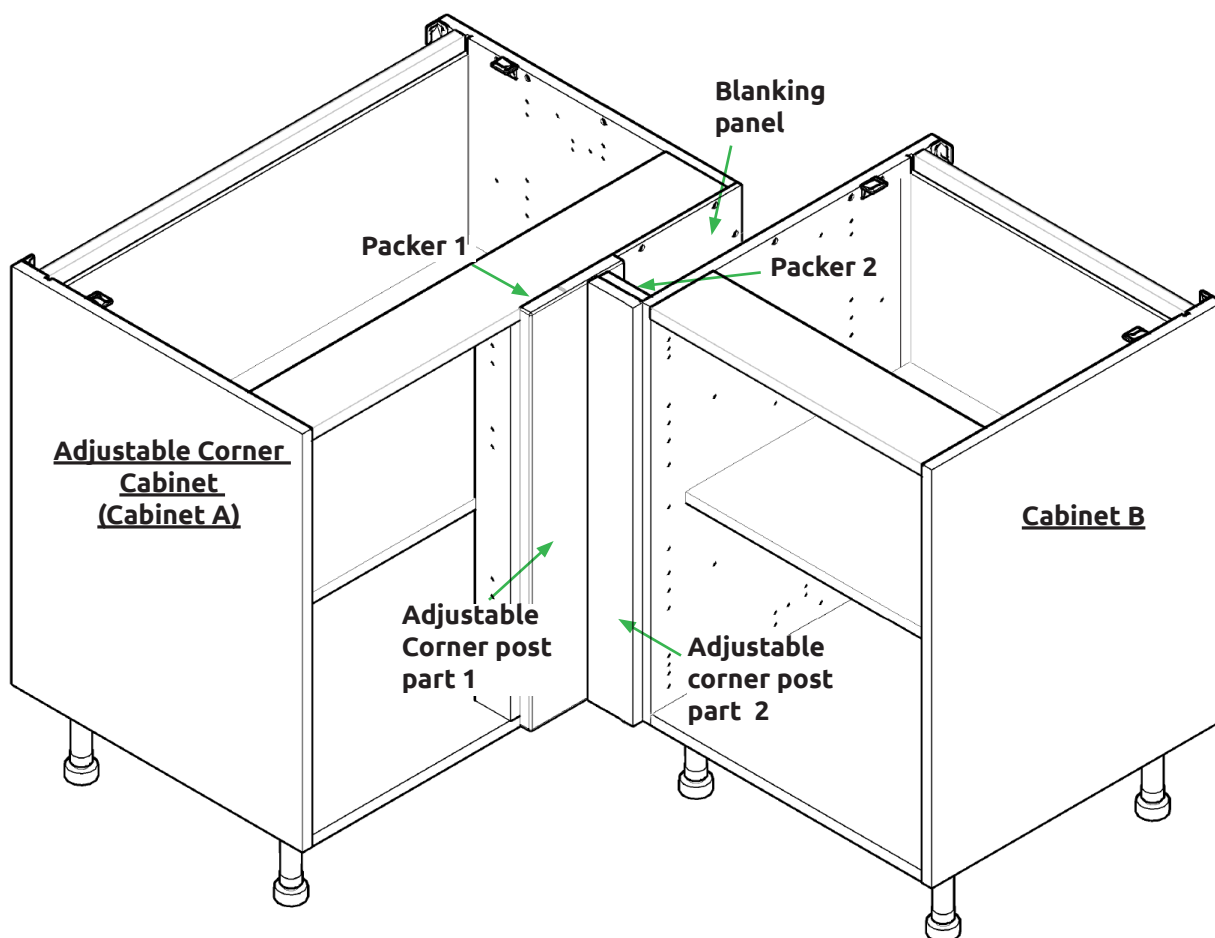 Blanking
panel
Packer 1
Packer 2
Adjustable Corner
Cabinet
(Cabinet A)
Cabinet B
Adjustable
Corner post
part 1
Adjustable
corner post
part 2